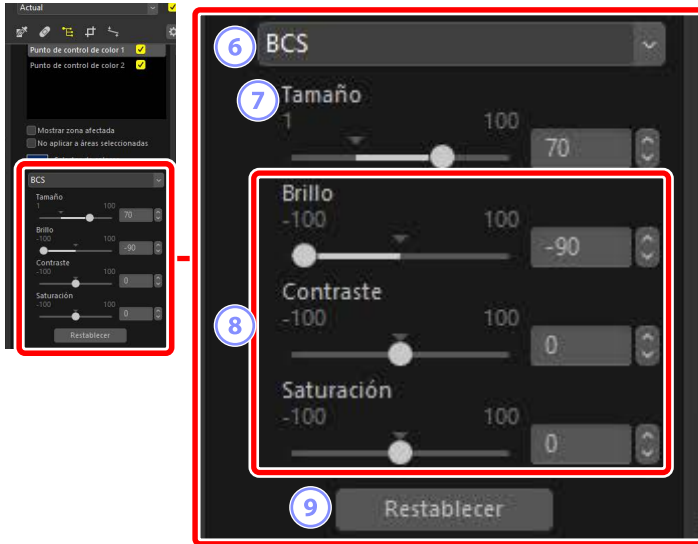 Actual
Punto de control de color 1
Punto de control de color 2
Mostrar zona afectada
No aplicar a áreas seleccionadas
BCS
Tamaño
1 100
70
Brillo
-100 100
-90
Contraste
-100 100
0
Saturación
-100 100
0
Restablecer
6 BCS
7 Tamaño
1 100
70
Brillo
-100 100
-90
8
Contraste
-100 100
0
Saturación
-100 100
0
9 Restablecer